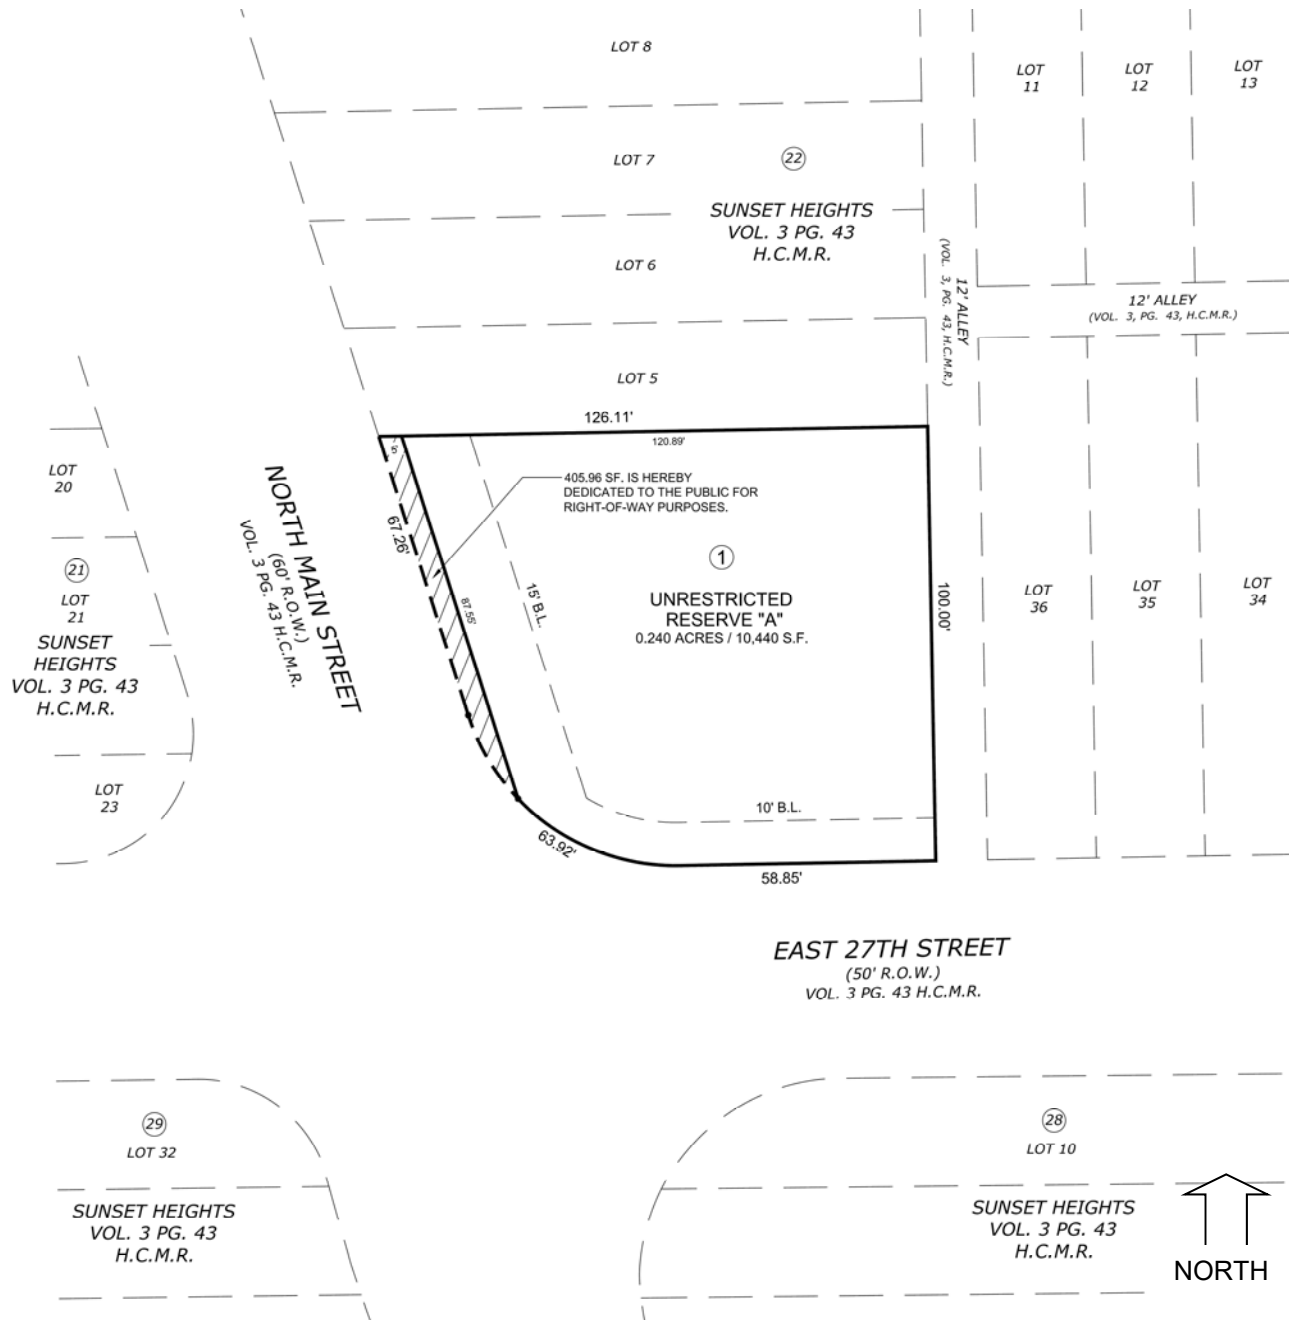 LOT 8
LOT
11
LOT
12
LOT
13
LOT 7
22
SUNSET HEIGHTS
VOL. 3 PG. 43
H.C.M.R.
LOT 6
12' ALLEY
(VOL. 3, PG. 43, H.C.M.R.)
12' ALLEY
(VOL. 3, PG. 43, H.C.M.R.)
LOT 5
126.11'
120.89'
5'
LOT
20
405.96 SF. IS HEREBY
DEDICATED TO THE PUBLIC FOR
RIGHT-OF-WAY PURPOSES.
NORTH MAIN STREET
(60' R.O.W.)
VOL. 3 PG. 43 H.C.M.R.
67.26'
87.55'
15' B.L.
1
UNRESTRICTED
RESERVE "A"
0.240 ACRES / 10,440 S.F.
100.00'
LOT
36
LOT
35
LOT
34
21
LOT
21
SUNSET
HEIGHTS
VOL. 3 PG. 43
H.C.M.R.
LOT
23
10' B.L.
63.92'
58.85'
EAST 27TH STREET
(50' R.O.W.)
VOL. 3 PG. 43 H.C.M.R.
29
LOT 32
SUNSET HEIGHTS
VOL. 3 PG. 43
H.C.M.R.
28
LOT 10
SUNSET HEIGHTS
VOL. 3 PG. 43
H.C.M.R.
NORTH